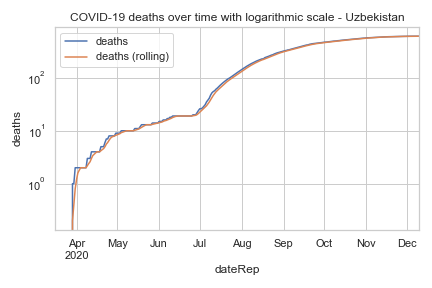 COVID-19 deaths over time with logarithmic scale - Uzbekistan
deaths
deaths (rolling)
deaths
10²
10¹
10⁰
Apr May Jun Jul Aug Sep Oct Nov Dec
2020
dateRep